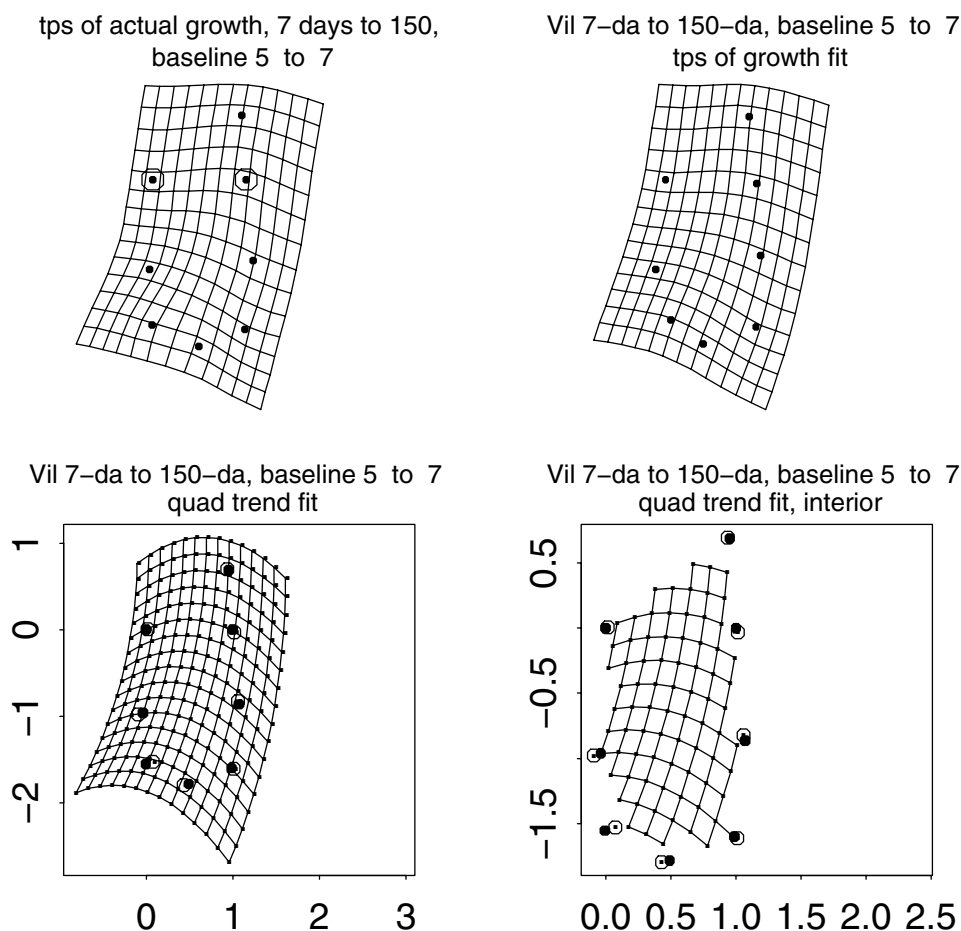 tps of actual growth, 7 days to 150,
baseline 5 to 7
Vil 7−da to 150−da, baseline 5 to 7
tps of growth fit
Vil 7−da to 150−da, baseline 5 to 7
quad trend fit
1
0
−1
−2
0 1 2 3
Vil 7−da to 150−da, baseline 5 to 7
quad trend fit, interior
0.5
−0.5
−1.5
0.0 0.5 1.0 1.5 2.0 2.5